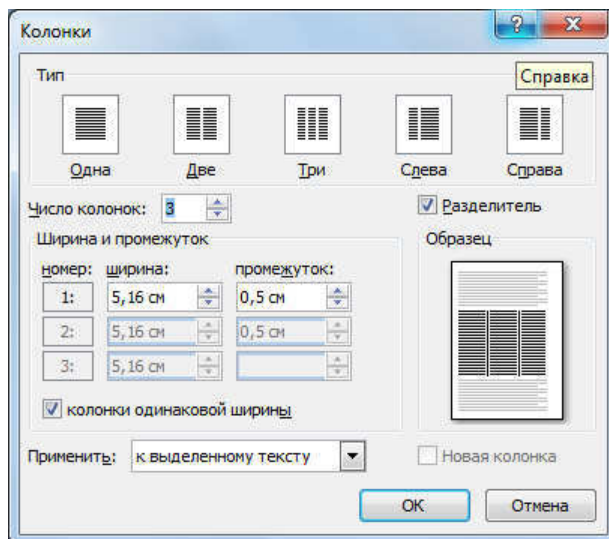 Колонки
?
Тип
Справка
Одна Две Три Слева Справа
Число колонок: 3
Разделитель
Ширина и промежуток
Образец
номер: ширина: промежуток:
1: 5,16 см 0,5 см
2: 5,16 см 0,5 см
3: 5,16 см
колонки одинаковой ширины
Применить: к выделенному тексту
Новая колонка
ОК Отмена